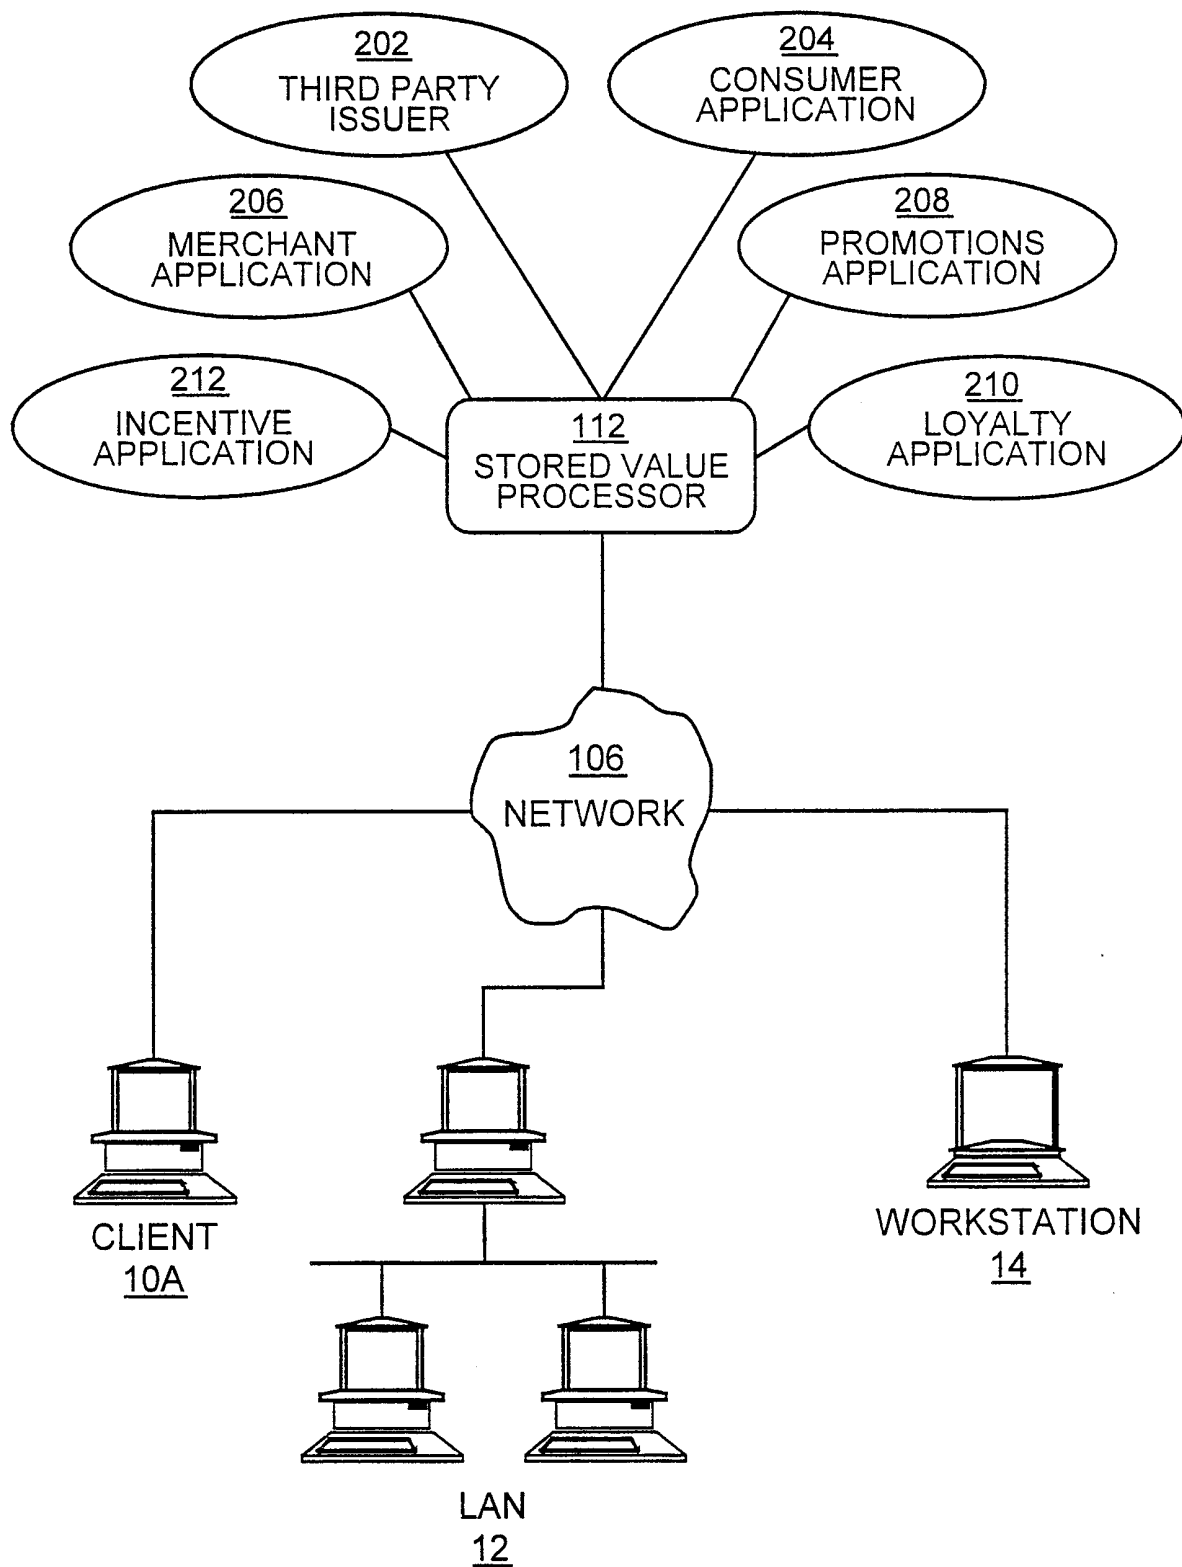 202
THIRD PARTY
ISSUER
204
CONSUMER
APPLICATION
206
MERCHANT
APPLICATION
208
PROMOTIONS
APPLICATION
212
INCENTIVE
APPLICATION
112
STORED VALUE
PROCESSOR
210
LOYALTY
APPLICATION
106
NETWORK
CLIENT
10A
WORKSTATION
14
LAN
12